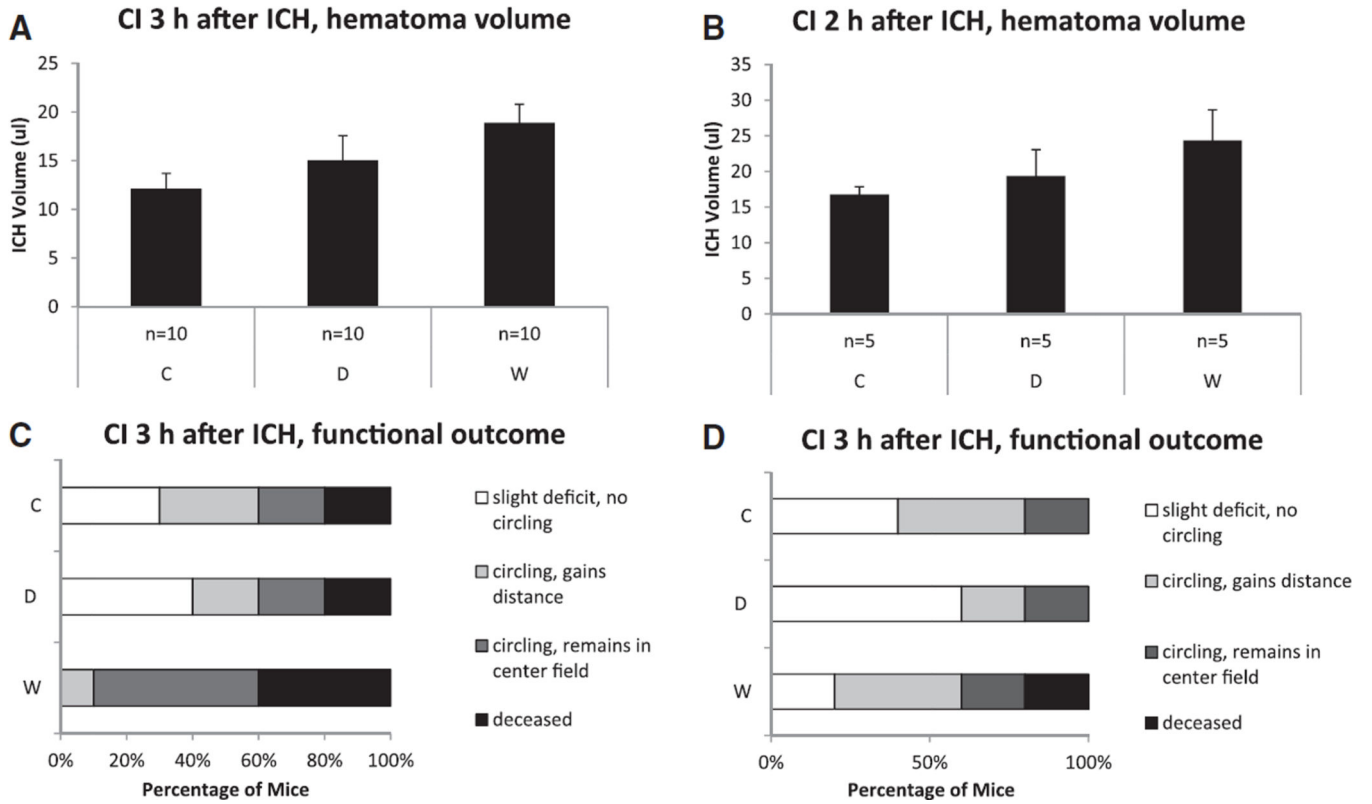 A
CI 3 h after ICH, hematoma volume
ICH Volume (ul)
25
20
15
10
5
0
n=10
n=10
n=10
C
D
W
B
CI 2 h after ICH, hematoma volume
ICH Volume (ul)
35
30
25
20
15
10
5
0
n=5
n=5
n=5
C
D
W
C
CI 3 h after ICH, functional outcome
C
D
W
0%
20%
40%
60%
80%
100%
Percentage of Mice
slight deficit, no
circling
circling, gains
distance
circling, remains in
center field
deceased
D
CI 3 h after ICH, functional outcome
C
D
W
0%
50%
100%
Percentage of Mice
slight deficit, no
circling
circling, gains distance
circling, remains in
center field
deceased